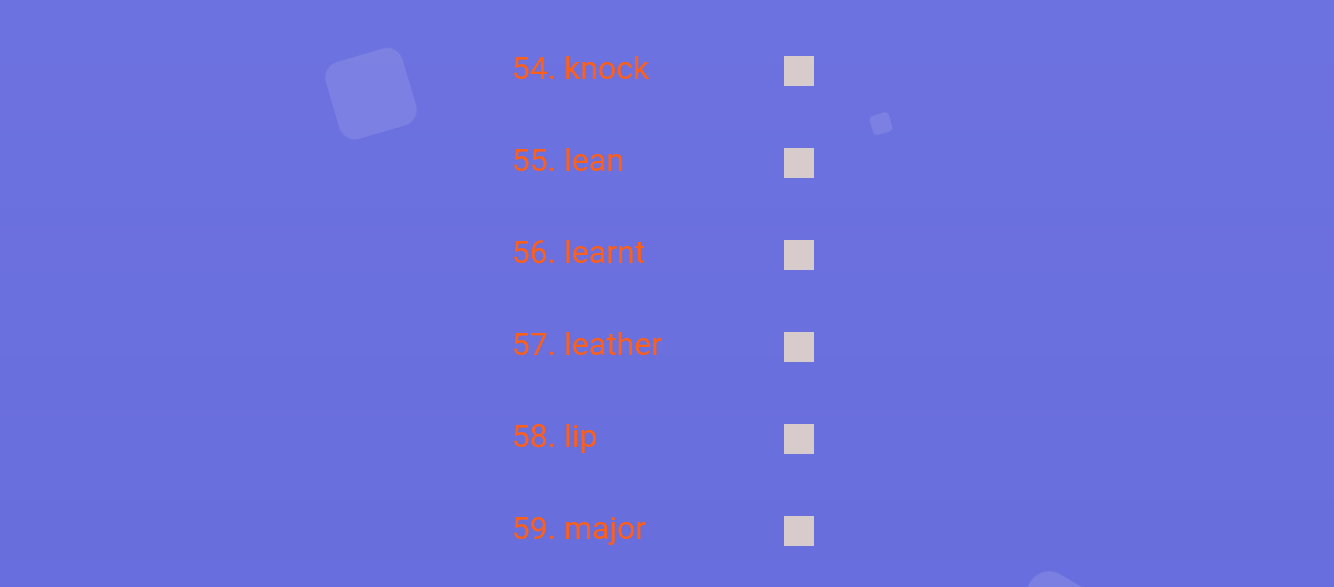 54. knock
55. lean
56. learnt
57. leather
58. lip
59. major